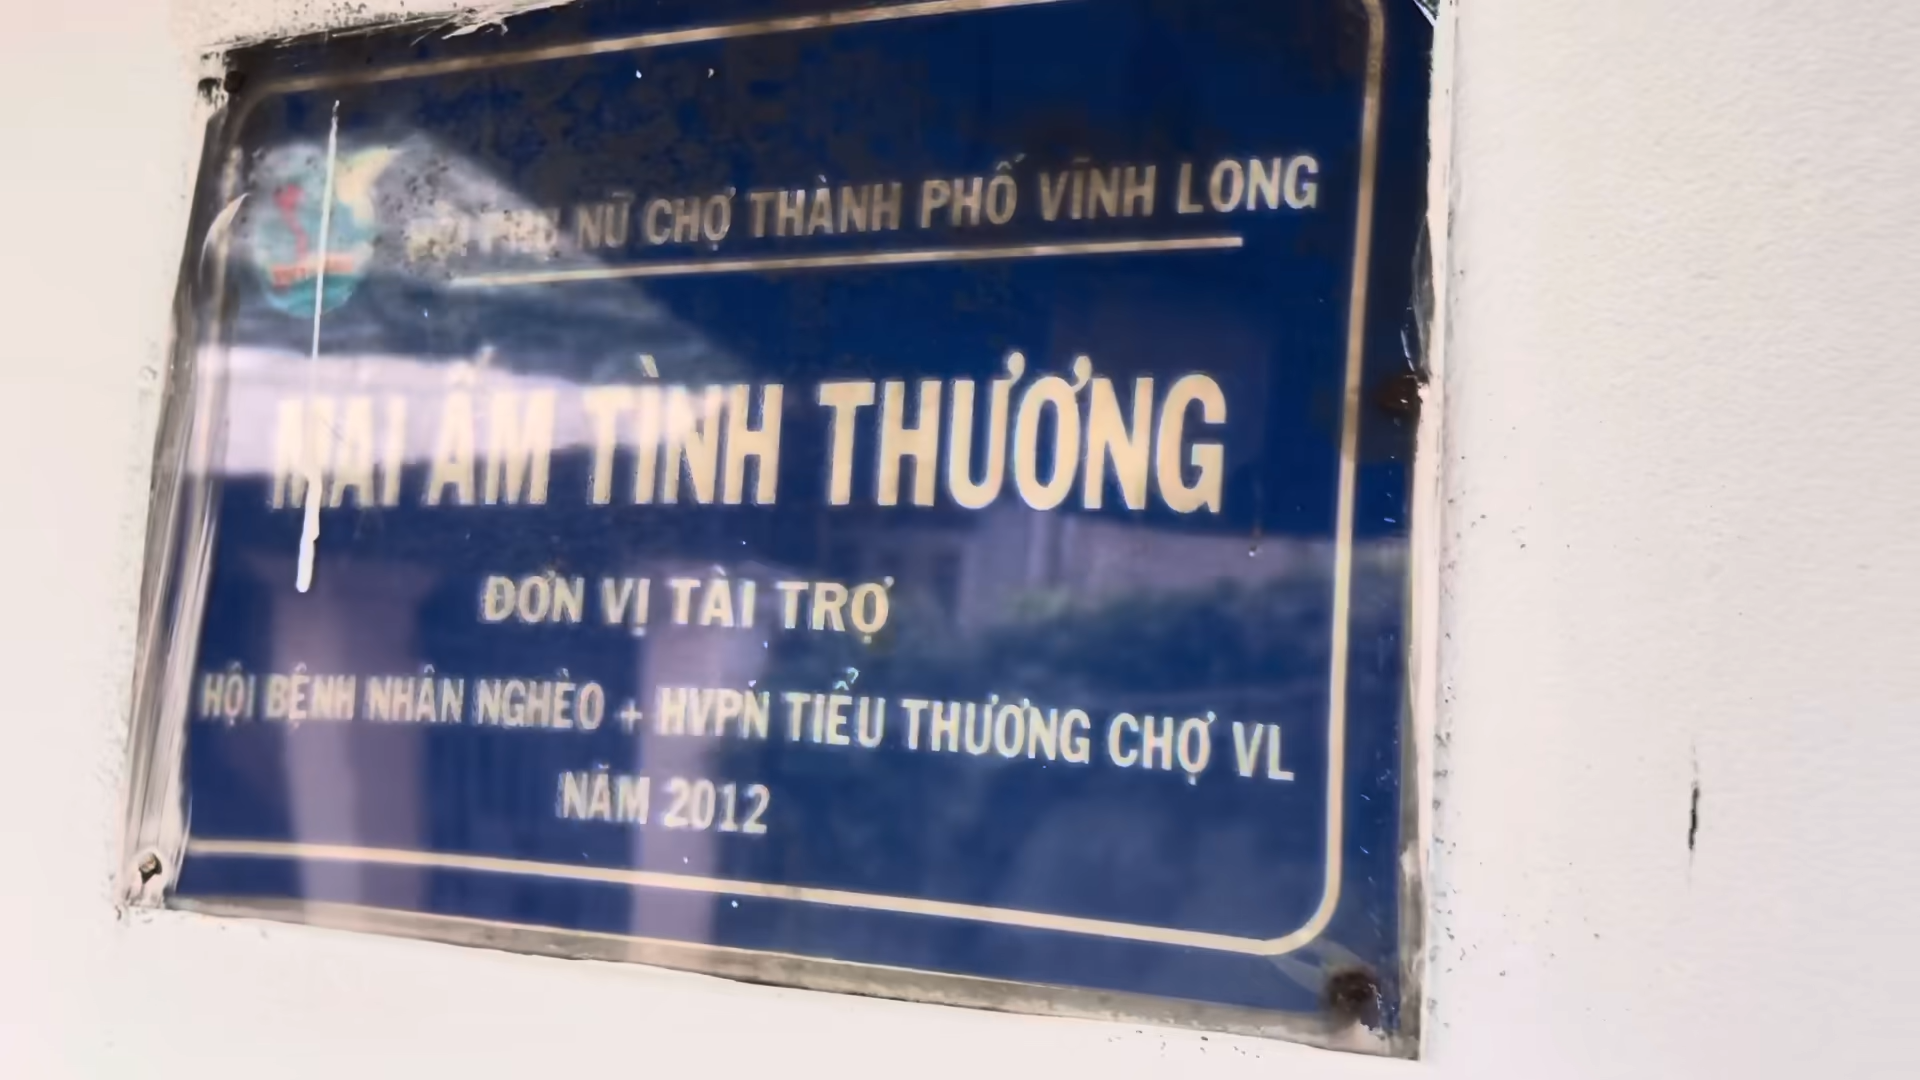 HỘI PHỤ NỮ CHỢ THÀNH PHỐ VĨNH LONG
MÁI ẤM TÌNH THƯƠNG
ĐƠN VỊ TÀI TRỢ
HỘI BỆNH NHÂN NGHÈO + HVPN TIỂU THƯƠNG CHỢ VL
NĂM 2012